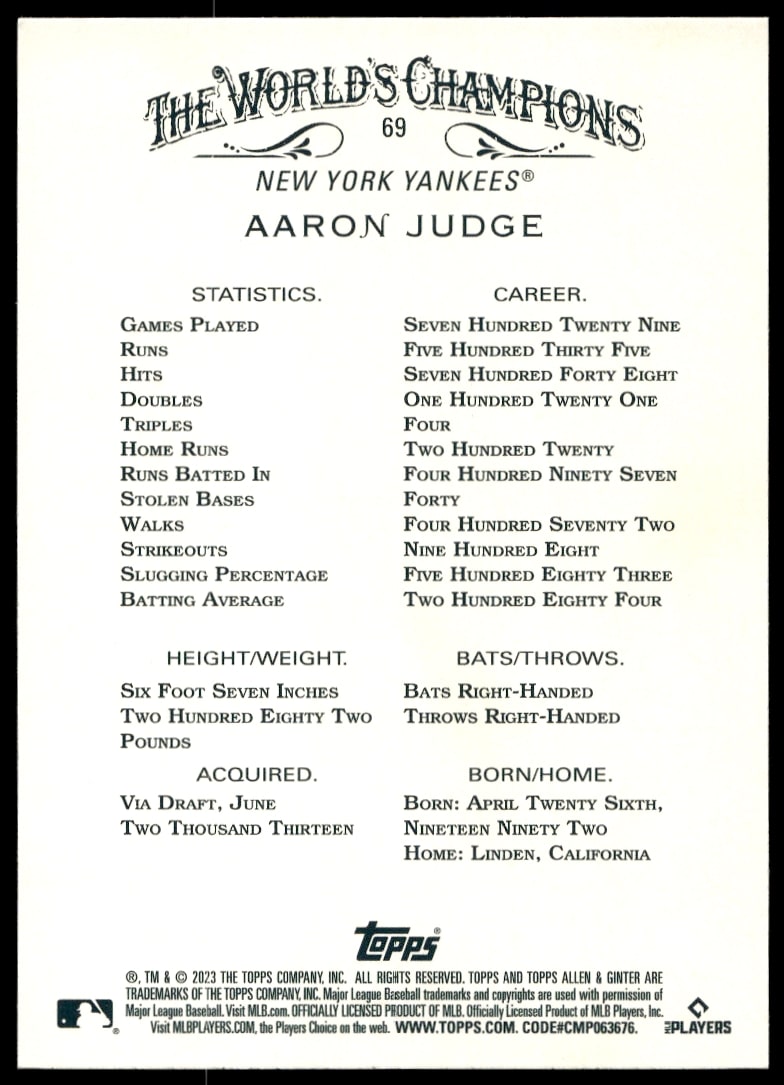 THE WORLD'S CHAMPIONS
69
NEW YORK YANKEES®
AARON JUDGE
STATISTICS. CAREER.
GAMES PLAYED SEVEN HUNDRED TWENTY NINE
RUNS FIVE HUNDRED THIRTY FIVE
HITS SEVEN HUNDRED FORTY EIGHT
DOUBLES ONE HUNDRED TWENTY ONE
TRIPLES FOUR
HOME RUNS TWO HUNDRED TWENTY
RUNS BATTED IN FOUR HUNDRED NINETY SEVEN
STOLEN BASES FORTY
WALKS FOUR HUNDRED SEVENTY TWO
STRIKEOUTS NINE HUNDRED EIGHT
SLUGGING PERCENTAGE FIVE HUNDRED EIGHTY THREE
BATTING AVERAGE TWO HUNDRED EIGHTY FOUR
HEIGHT/WEIGHT.
SIX FOOT SEVEN INCHES
TWO HUNDRED EIGHTY TWO
POUNDS
BATS/THROWS.
BATS RIGHT-HANDED
THROWS RIGHT-HANDED
ACQUIRED.
VIA DRAFT, JUNE
TWO THOUSAND THIRTEEN
BORN/HOME.
BORN: APRIL TWENTY SIXTH,
NINETEEN NINETY TWO
HOME: LINDEN, CALIFORNIA
TOPPS®
®, TM & © 2023 THE TOPPS COMPANY, INC. ALL RIGHTS RESERVED. TOPPS AND TOPPS ALLEN & GINTER ARE
TRADEMARKS OF THE TOPPS COMPANY, INC. Major League Baseball trademarks and copyrights are used with permission of
Major League Baseball. Visit MLB.com. OFFICIALLY LICENSED PRODUCT OF MLB. Officially Licensed Product of MLB Players, Inc.
Visit MLBPLAYERS.COM, the Players Choice on the web. WWW.TOPPS.COM. CODE#CMP063676.
®
MLB PLAYERS